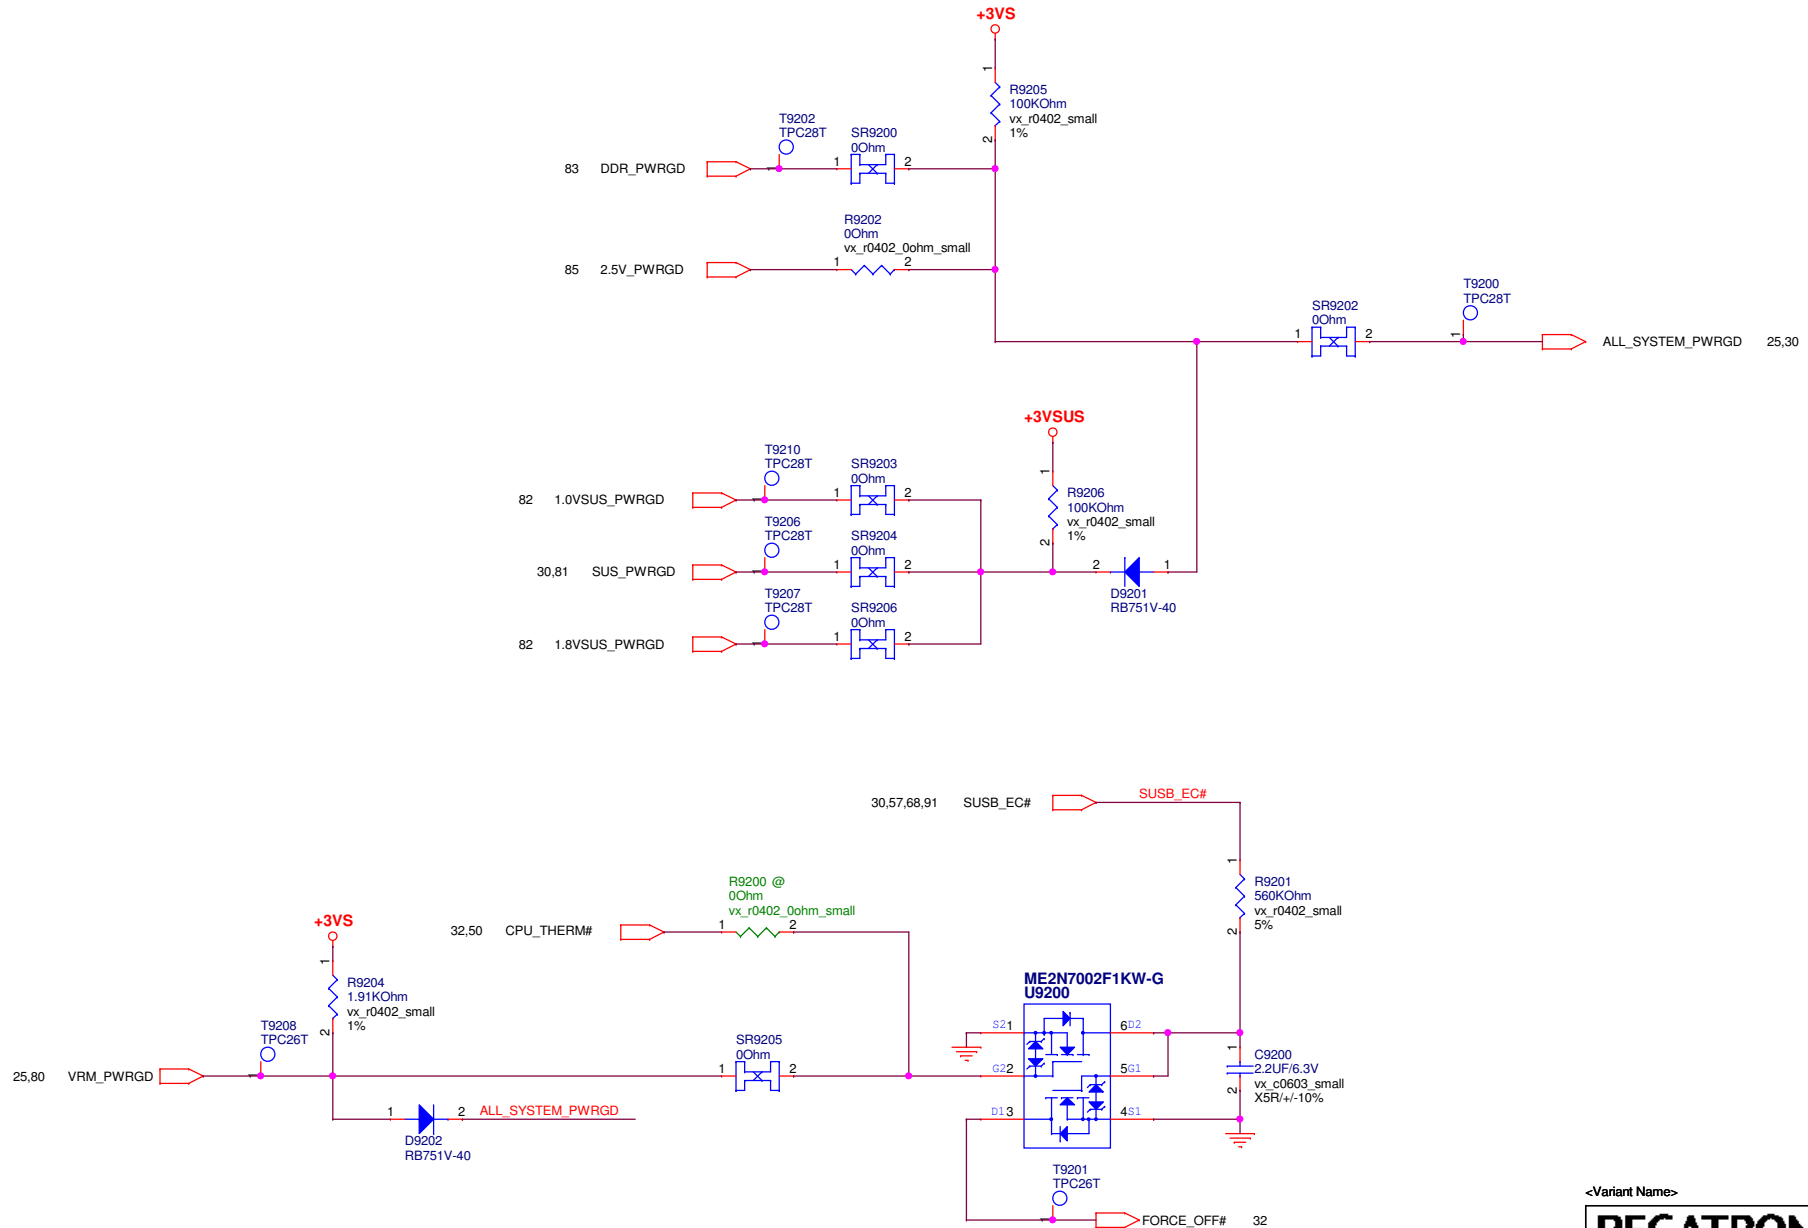 +3VS
1
R9205
100KOhm
vx_r0402_small
1%
2
T9202
TPC28T
1
SR9200
0Ohm
83 DDR_PWRGD
1 2
R9202
0Ohm
vx_r0402_0ohm_small
85 2.5V_PWRGD
1 2
T9200
TPC28T
1
SR9202
0Ohm
1 2
ALL_SYSTEM_PWRGD 25,30
+3VSUS
1
R9206
100KOhm
vx_r0402_small
1%
2
T9210
TPC28T
1
SR9203
0Ohm
82 1.0VSUS_PWRGD
1 2
T9206
TPC28T
1
SR9204
0Ohm
30,81 SUS_PWRGD
1 2
2 1
D9201
RB751V-40
T9207
TPC28T
1
SR9206
0Ohm
82 1.8VSUS_PWRGD
1 2
30,57,68,91 SUSB_EC#
SUSB_EC#
1
R9201
560KOhm
vx_r0402_small
5%
2
R9200 @
0Ohm
vx_r0402_0ohm_small
32,50 CPU_THERM#
1 2
+3VS
1
R9204
1.91KOhm
vx_r0402_small
1%
2
T9208
TPC26T
1
SR9205
0Ohm
25,80 VRM_PWRGD
1 2
1 2
ALL_SYSTEM_PWRGD
D9202
RB751V-40
ME2N7002F1KW-G
U9200
S2 1 6 D2
G2 2 5 G1
D1 3 4 S1
1
C9200
2.2UF/6.3V
vx_c0603_small
X5R/+/-10%
2
T9201
TPC26T
1
FORCE_OFF# 32
<Variant Name>
PEGATRON